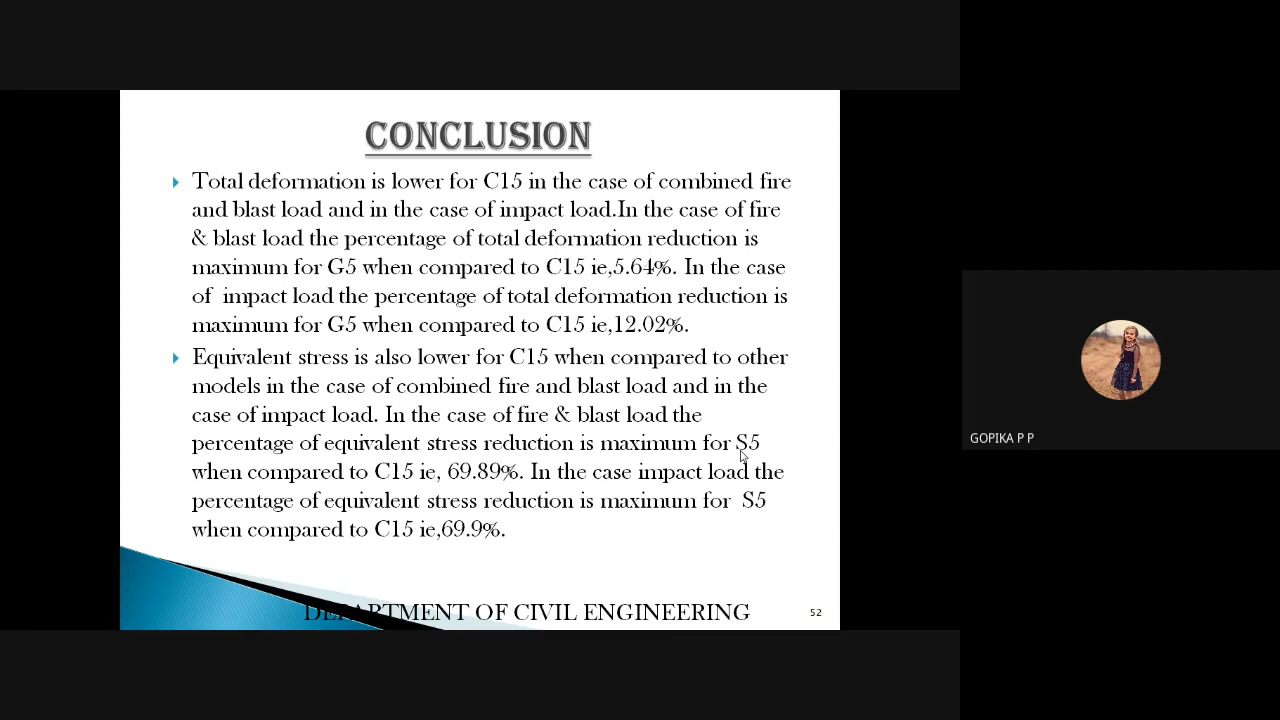 CONCLUSION
Total deformation is lower for C15 in the case of combined fire
and blast load and in the case of impact load.In the case of fire
& blast load the percentage of total deformation reduction is
maximum for G5 when compared to C15 ie,5.64%. In the case
of impact load the percentage of total deformation reduction is
maximum for G5 when compared to C15 ie,12.02%.
Equivalent stress is also lower for C15 when compared to other
models in the case of combined fire and blast load and in the
case of impact load. In the case of fire & blast load the
percentage of equivalent stress reduction is maximum for S5
when compared to C15 ie, 69.89%. In the case impact load the
percentage of equivalent stress reduction is maximum for S5
when compared to C15 ie,69.9%.
DEPARTMENT OF CIVIL ENGINEERING
52
GOPIKA P P